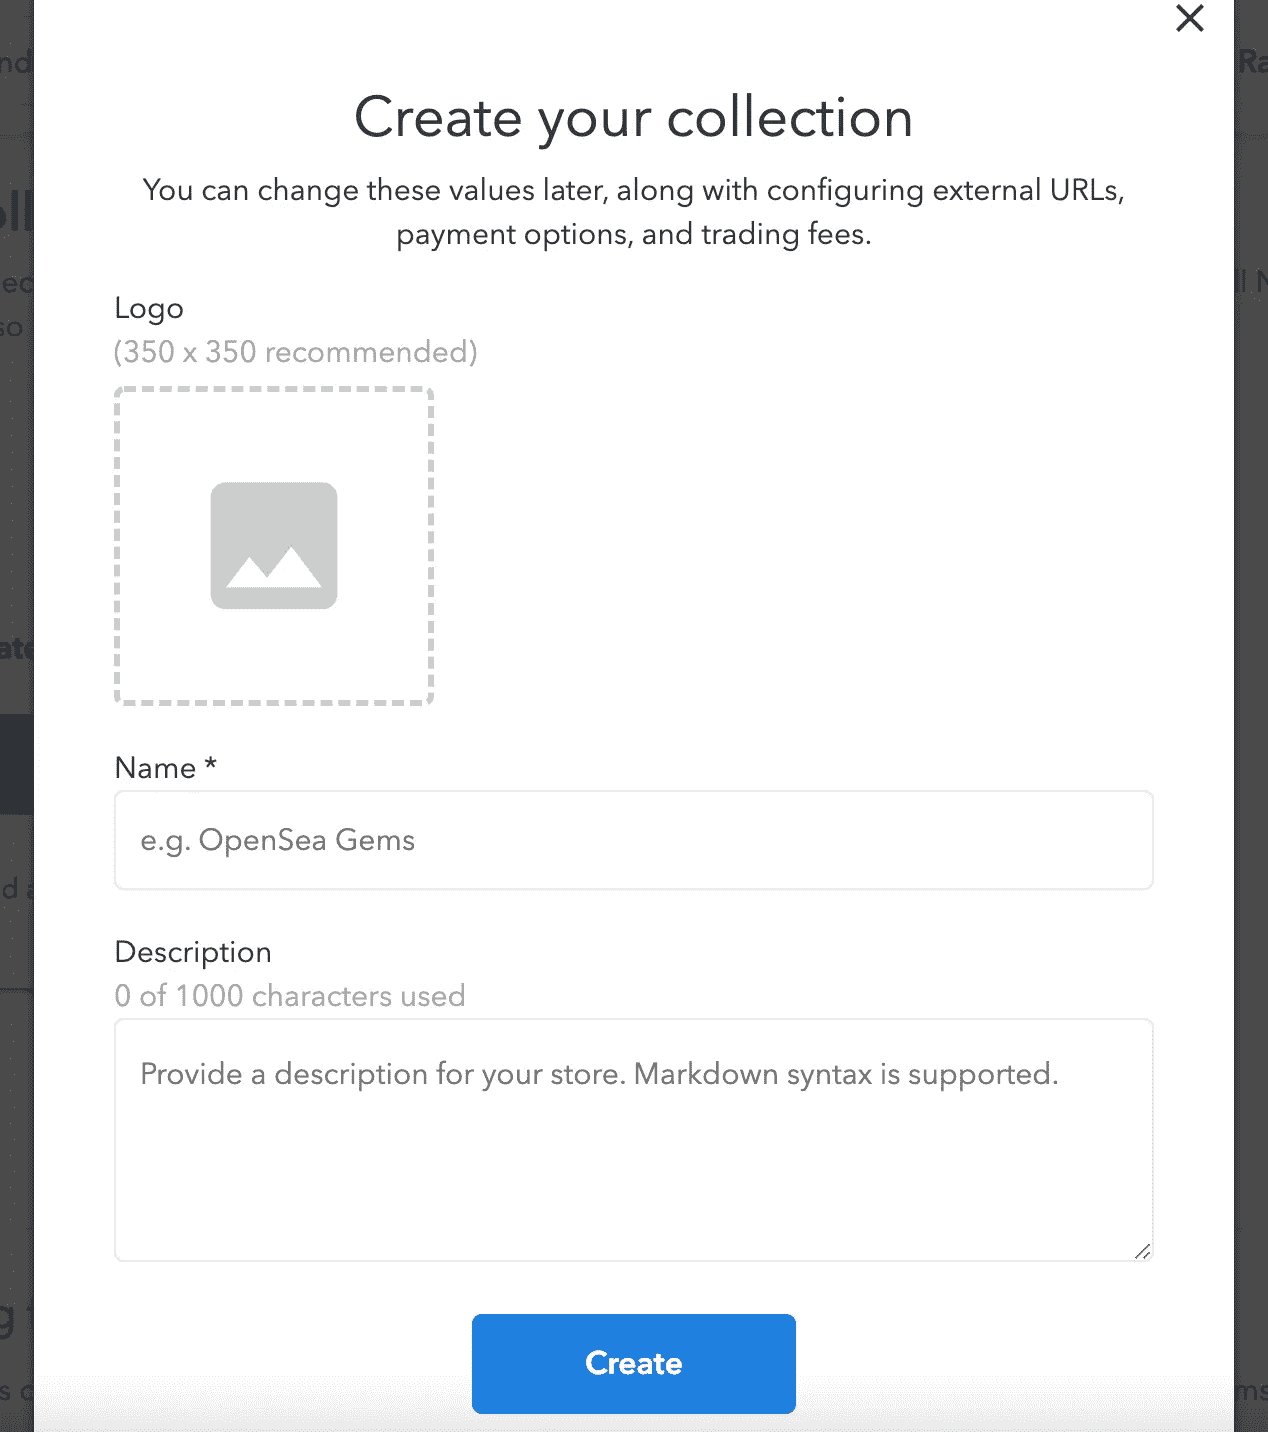 Create your collection
You can change these values later, along with configuring external URLs,
payment options, and trading fees.
Logo
(350 x 350 recommended)
Name *
e.g. OpenSea Gems
Description
0 of 1000 characters used
Provide a description for your store. Markdown syntax is supported.
Create